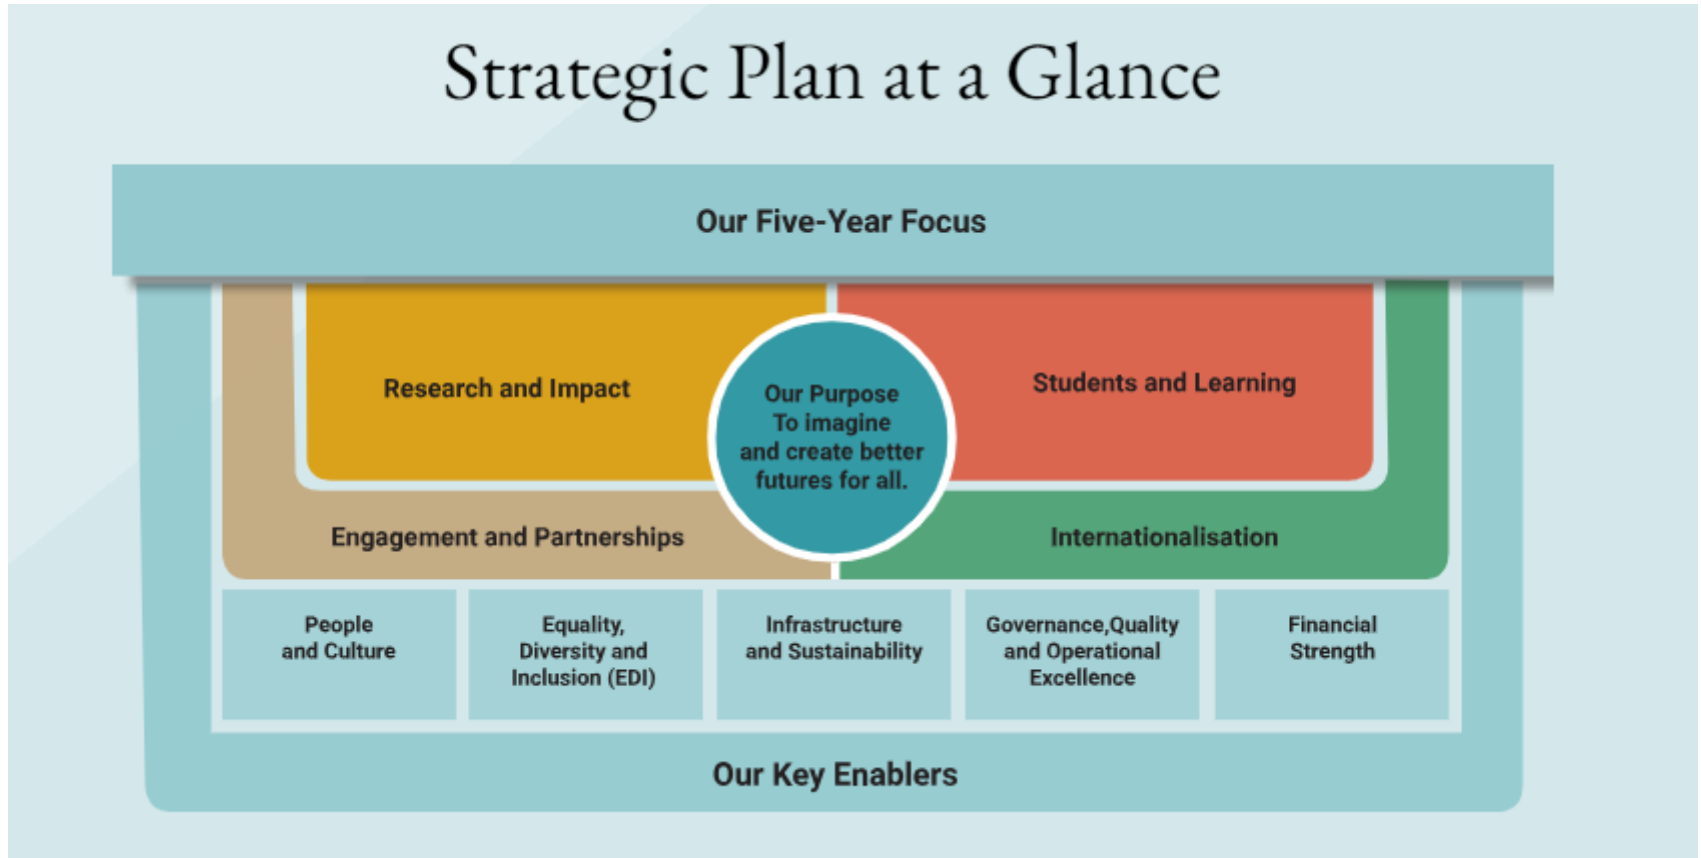 Strategic Plan at a Glance
Our Five-Year Focus
Research and Impact
Students and Learning
Our Purpose
To imagine
and create better
futures for all.
Engagement and Partnerships
Internationalisation
People
and Culture
Equality,
Diversity and
Inclusion (EDI)
Infrastructure
and Sustainability
Governance,Quality
and Operational
Excellence
Financial
Strength
Our Key Enablers